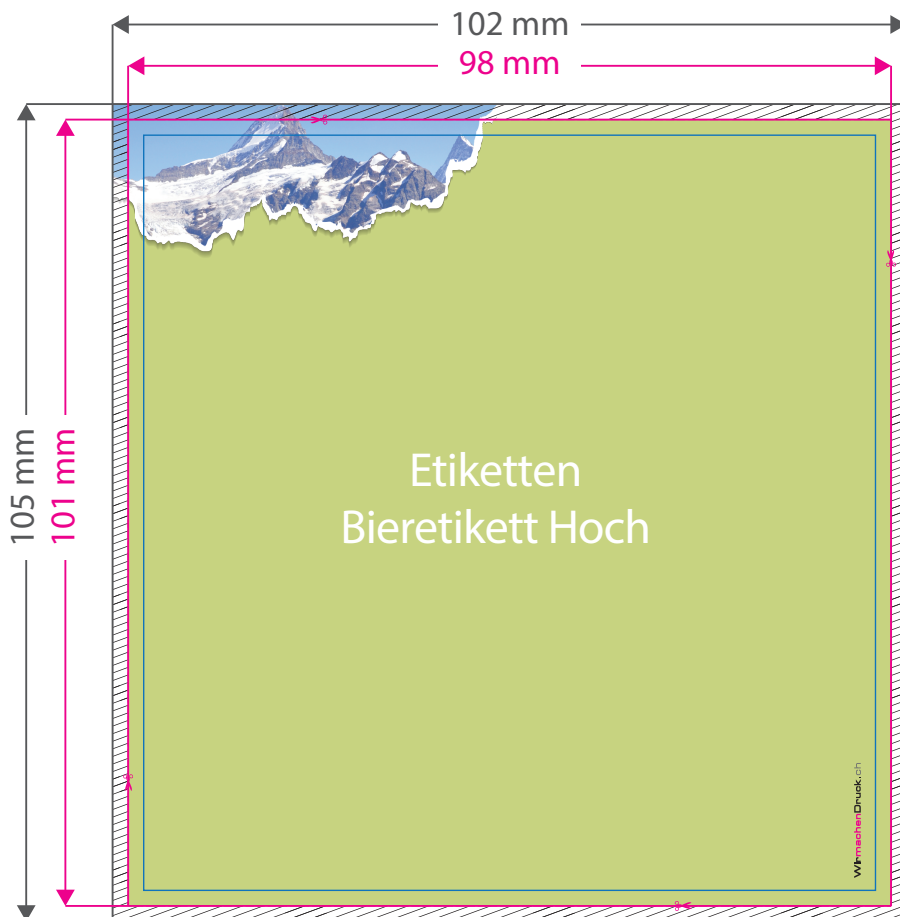 102 mm
98 mm
105 mm
101 mm
Etiketten
Bieretikett Hoch
WirmachenDruck.ch